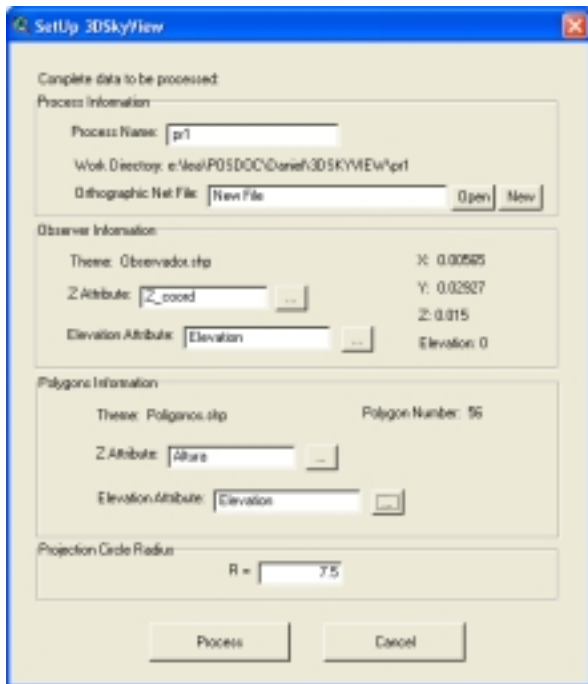 SetUp 3DSkyView
Complete data to be processed:
Process Information
Process Name: pr1
Work Directory: e:\lea\POSDOC\Daniel\3DSKYVIEW\pr1
Orthographic Net File: New File Open New
Observer Information
Theme: Observador.shp X: 0.00565
Z Attribute: Z_coord ... Y: 0.02927
Z: 0.015
Elevation Attribute: Elevation ... Elevation: 0
Polygons Information
Theme: Poligonos.shp Polygon Number: 56
Z Attribute: Altura ...
Elevation Attribute: Elevation ...
Projection Circle Radius
R = 7.5
Process Cancel